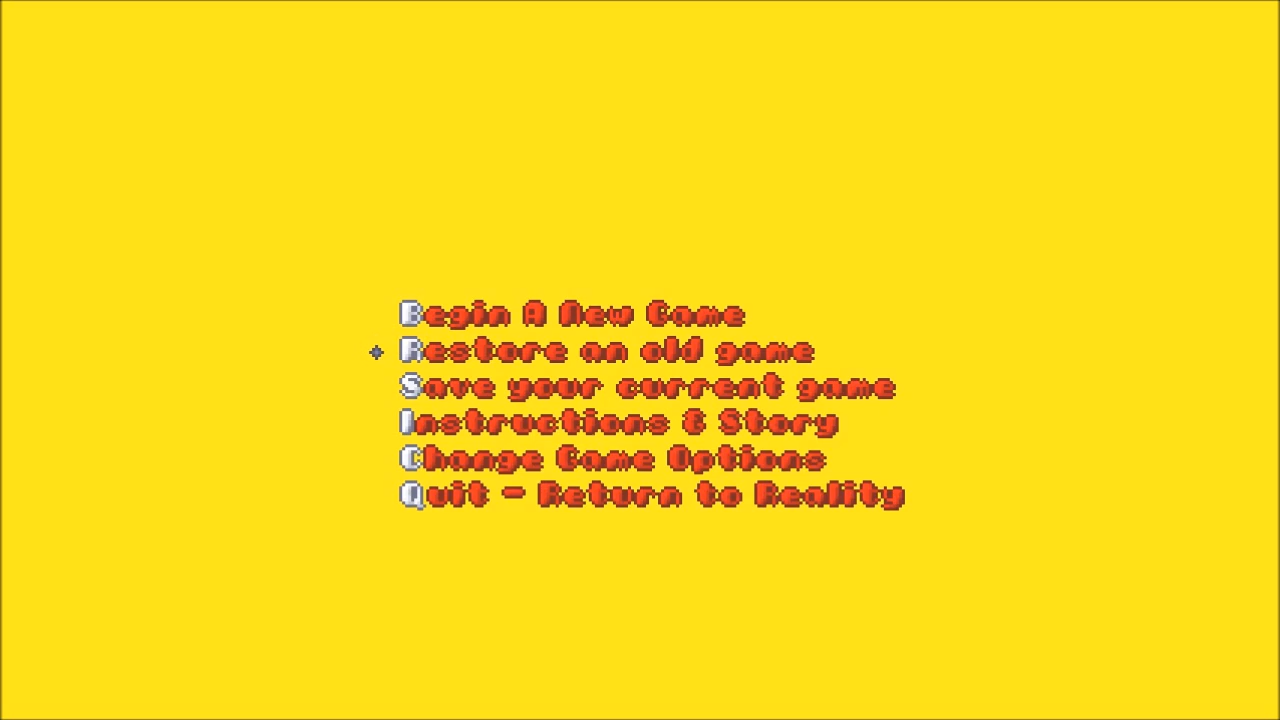 Begin A New Game
Restore an old game
Save your current game
Instructions & Story
Change Game Options
Quit - Return to Reality